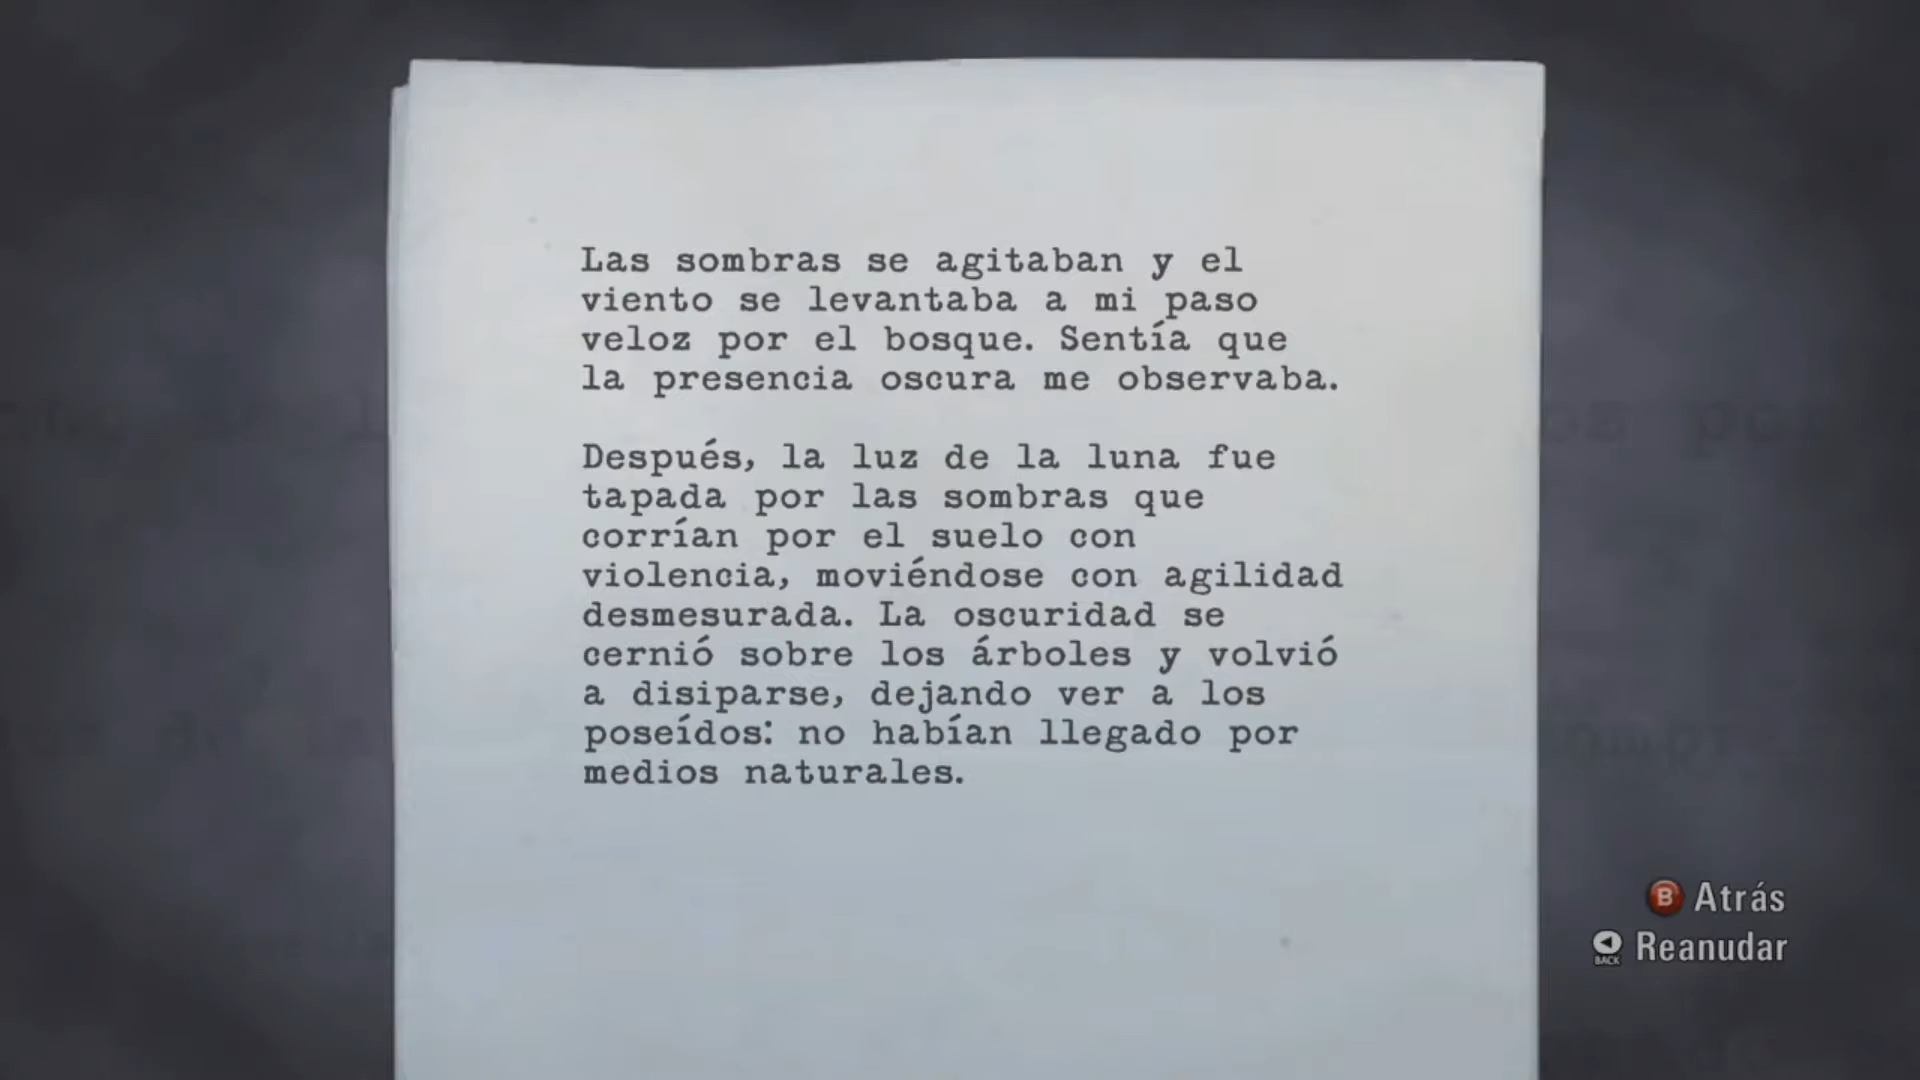 Las sombras se agitaban y el
viento se levantaba a mi paso
veloz por el bosque. Sentía que
la presencia oscura me observaba.
Después, la luz de la luna fue
tapada por las sombras que
corrían por el suelo con
violencia, moviéndose con agilidad
desmesurada. La oscuridad se
cernió sobre los árboles y volvió
a disiparse, dejando ver a los
poseídos: no habían llegado por
medios naturales.
B Atrás
BACK Reanudar